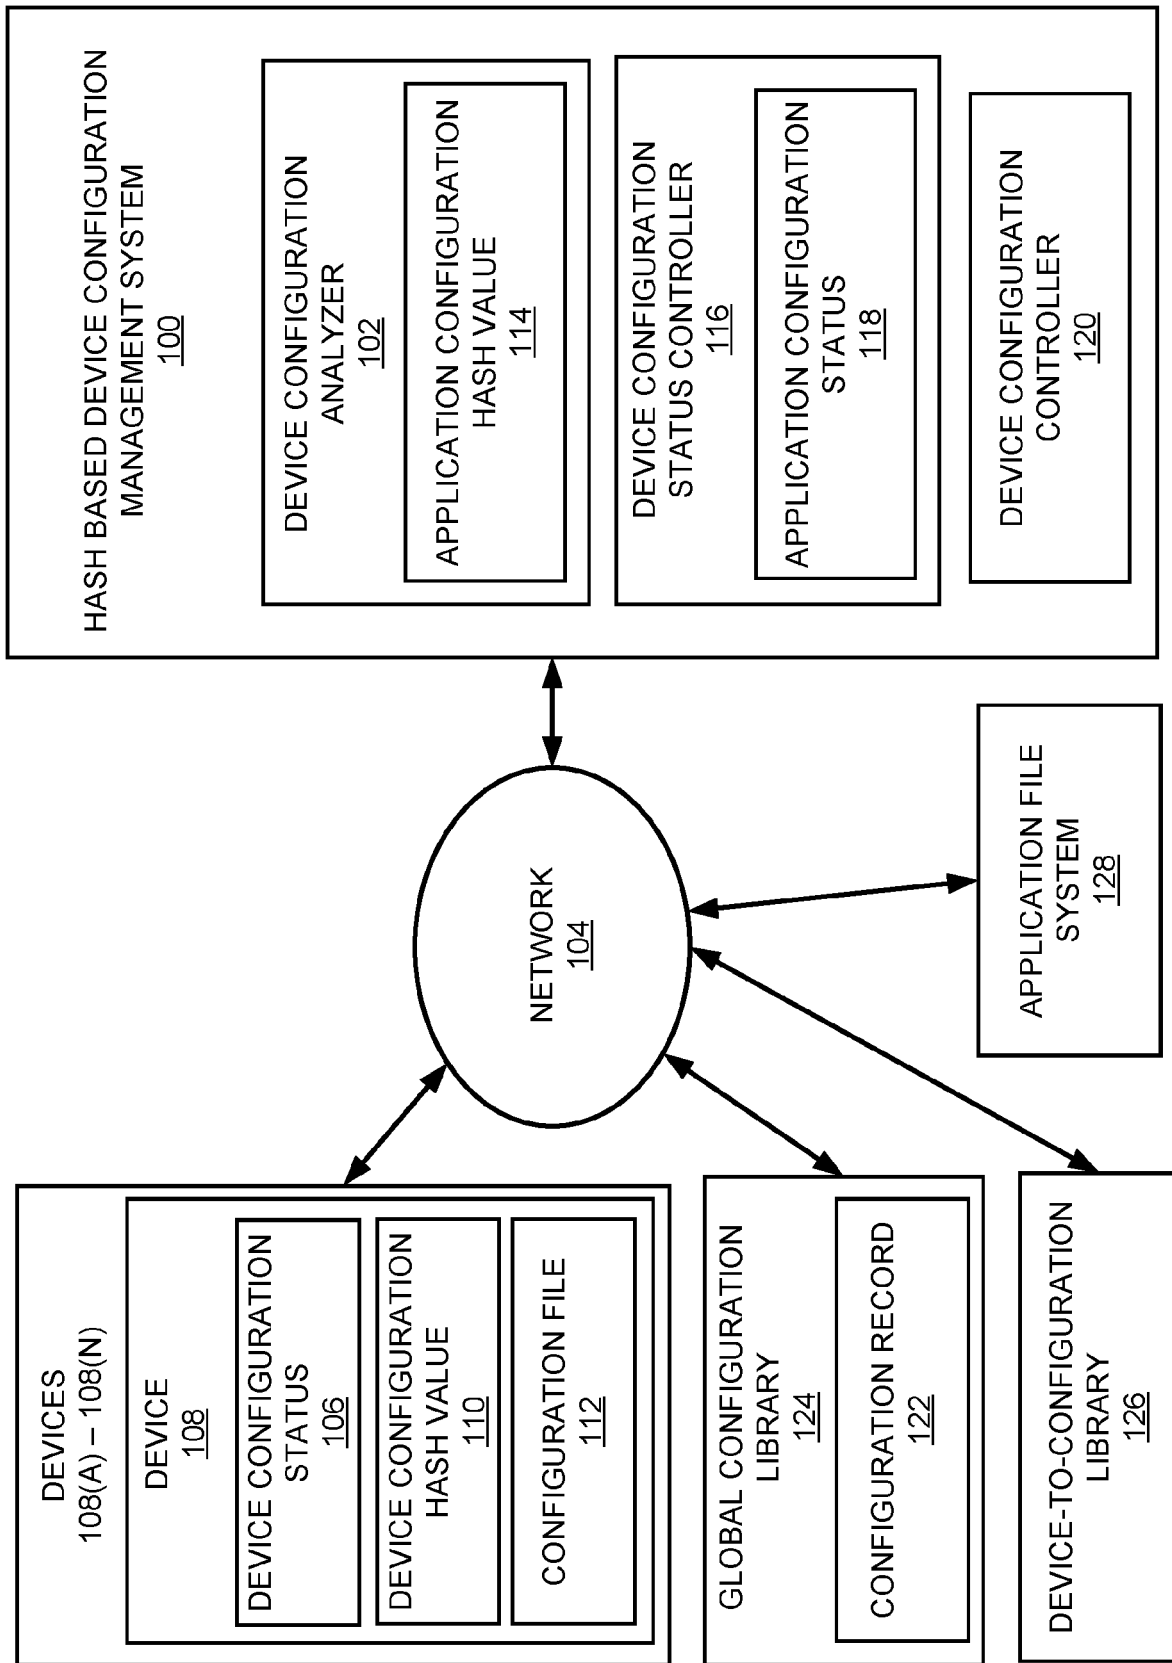 DEVICES
108(A) – 108(N)
DEVICE
108
DEVICE CONFIGURATION
STATUS
106
DEVICE CONFIGURATION
HASH VALUE
110
CONFIGURATION FILE
112
GLOBAL CONFIGURATION
LIBRARY
124
CONFIGURATION RECORD
122
DEVICE-TO-CONFIGURATION
LIBRARY
126
NETWORK
104
APPLICATION FILE
SYSTEM
128
HASH BASED DEVICE CONFIGURATION
MANAGEMENT SYSTEM
100
DEVICE CONFIGURATION
ANALYZER
102
APPLICATION CONFIGURATION
HASH VALUE
114
DEVICE CONFIGURATION
STATUS CONTROLLER
116
APPLICATION CONFIGURATION
STATUS
118
DEVICE CONFIGURATION
CONTROLLER
120